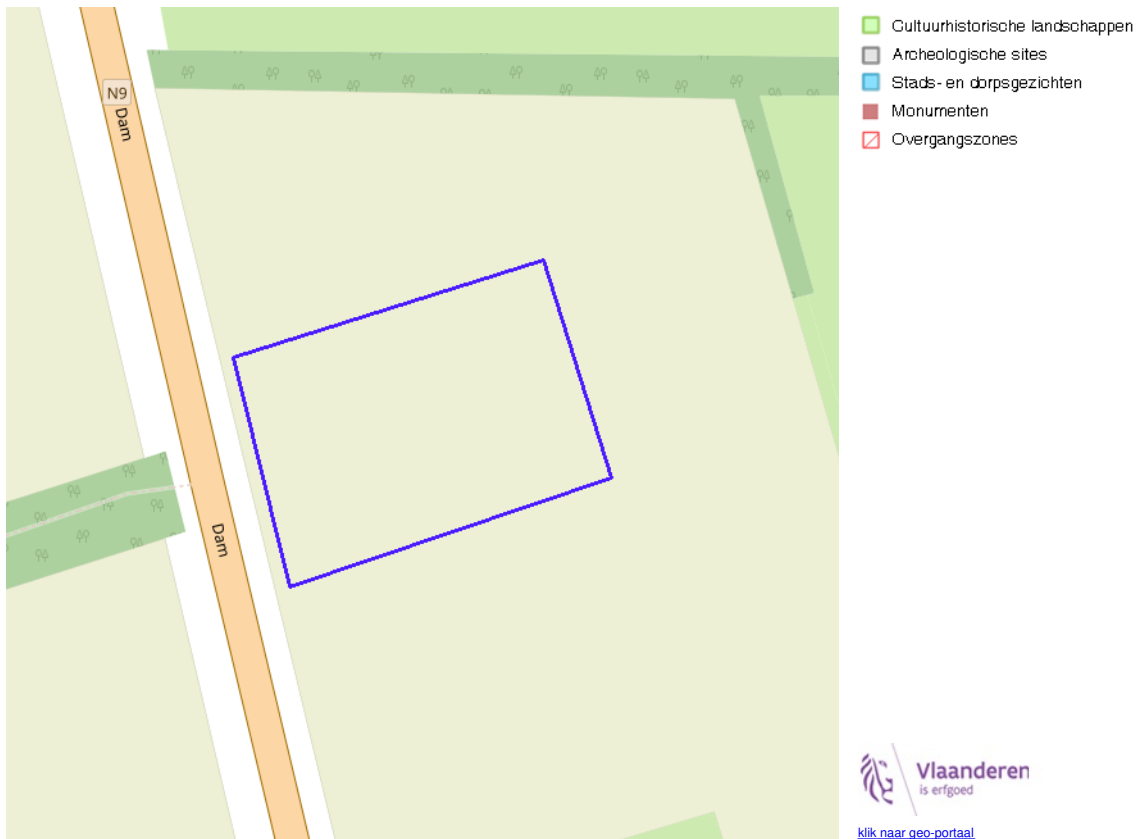 N9
Dam
Dam
Cultuurhistorische landschappen
Archeologische sites
Stads- en dorpsgezichten
Monumenten
Overgangszones
Vlaanderen
is erfgoed
klik naar geo-portaal